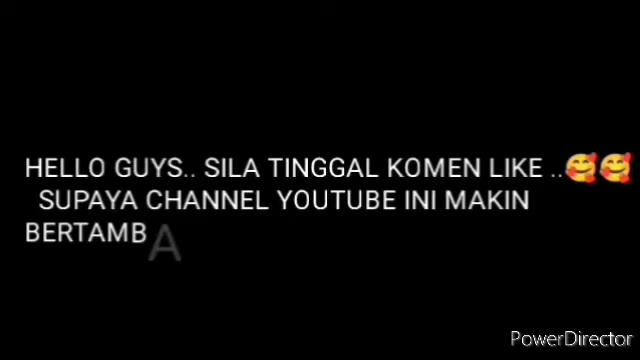 HELLO GUYS.. SILA TINGGAL KOMEN LIKE ..🥰🥰
SUPAYA CHANNEL YOUTUBE INI MAKIN
BERTAMBA
PowerDirector